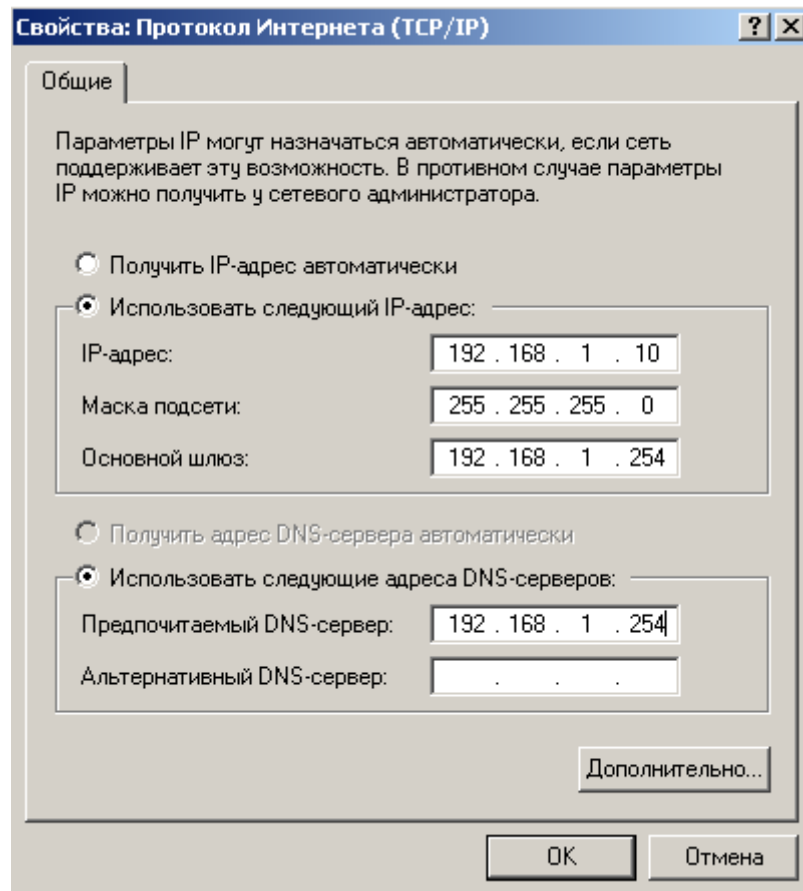 Свойства: Протокол Интернета (TCP/IP)
Общие
Параметры IP могут назначаться автоматически, если сеть
поддерживает эту возможность. В противном случае параметры
IP можно получить у сетевого администратора.
Получить IP-адрес автоматически
Использовать следующий IP-адрес:
IP-адрес: 192 . 168 . 1 . 10
Маска подсети: 255 . 255 . 255 . 0
Основной шлюз: 192 . 168 . 1 . 254
Получить адрес DNS-сервера автоматически
Использовать следующие адреса DNS-серверов:
Предпочитаемый DNS-сервер: 192 . 168 . 1 . 254
Альтернативный DNS-сервер: . . .
Дополнительно...
OK Отмена